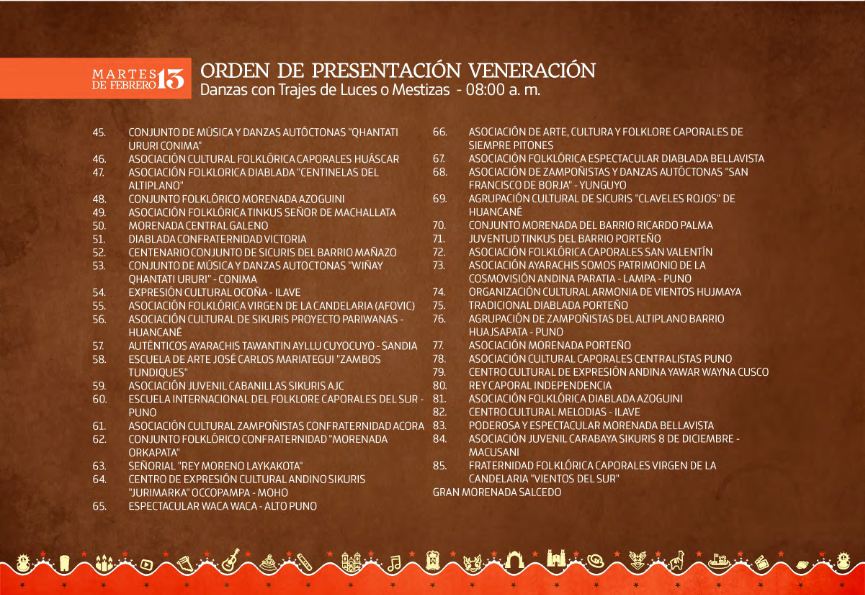 MARTES
DE FEBRERO 13
ORDEN DE PRESENTACIÓN VENERACIÓN
Danzas con Trajes de Luces o Mestizas - 08:00 a. m.
45. CONJUNTO DE MÚSICA Y DANZAS AUTÓCTONAS "QHANTATI
URURI CONIMA"
46. ASOCIACIÓN CULTURAL FOLKLÓRICA CAPORALES HUÁSCAR
47. ASOCIACIÓN FOLKLORICA DIABLADA "CENTINELAS DEL
ALTIPLANO"
48. CONJUNTO FOLKLÓRICO MORENADA AZOGUINI
49. ASOCIACIÓN FOLKLÓRICA TINKUS SEÑOR DE MACHALLATA
50. MORENADA CENTRAL GALENO
51. DIABLADA CONFRATERNIDAD VICTORIA
52. CENTENARIO CONJUNTO DE SICURIS DEL BARRIO MAÑAZO
53. CONJUNTO DE MÚSICA Y DANZAS AUTOCTONAS "WIÑAY
QHANTATI URURI" - CONIMA
54. EXPRESIÓN CULTURAL OCOÑA - ILAVE
55. ASOCIACIÓN FOLKLÓRICA VIRGEN DE LA CANDELARIA (AFOVIC)
56. ASOCIACIÓN CULTURAL DE SIKURIS PROYECTO PARIWANAS -
HUANCANÉ
57. AUTÉNTICOS AYARACHIS TAWANTIN AYLLU CUYOCUYO - SANDIA
58. ESCUELA DE ARTE JOSÉ CARLOS MARIATEGUI "ZAMBOS
TUNDIQUES"
59. ASOCIACIÓN JUVENIL CABANILLAS SIKURIS AJC
60. ESCUELA INTERNACIONAL DEL FOLKLORE CAPORALES DEL SUR -
PUNO
61. ASOCIACIÓN CULTURAL ZAMPOÑISTAS CONFRATERNIDAD ACORA
62. CONJUNTO FOLKLÓRICO CONFRATERNIDAD "MORENADA
ORKAPATA"
63. SEÑORIAL "REY MORENO LAYKAKOTA"
64. CENTRO DE EXPRESIÓN CULTURAL ANDINO SIKURIS
"JURIMARKA" OCCOPAMPA - MOHO
65. ESPECTACULAR WACA WACA - ALTO PUNO
66. ASOCIACIÓN DE ARTE, CULTURA Y FOLKLORE CAPORALES DE
SIEMPRE PITONES
67. ASOCIACIÓN FOLKLÓRICA ESPECTACULAR DIABLADA BELLAVISTA
68. ASOCIACIÓN DE ZAMPOÑISTAS Y DANZAS AUTÓCTONAS "SAN
FRANCISCO DE BORJA" - YUNGUYO
69. AGRUPACIÓN CULTURAL DE SICURIS "CLAVELES ROJOS" DE
HUANCANÉ
70. CONJUNTO MORENADA DEL BARRIO RICARDO PALMA
71. JUVENTUD TINKUS DEL BARRIO PORTEÑO
72. ASOCIACIÓN FOLKLÓRICA CAPORALES SAN VALENTÍN
73. ASOCIACIÓN AYARACHIS SOMOS PATRIMONIO DE LA
COSMOVISIÓN ANDINA PARATIA - LAMPA - PUNO
74. ORGANIZACIÓN CULTURAL ARMONIA DE VIENTOS HUJMAYA
75. TRADICIONAL DIABLADA PORTEÑO
76. AGRUPACIÓN DE ZAMPOÑISTAS DEL ALTIPLANO BARRIO
HUAJSAPATA - PUNO
77. ASOCIACIÓN MORENADA PORTEÑO
78. ASOCIACIÓN CULTURAL CAPORALES CENTRALISTAS PUNO
79. CENTRO CULTURAL DE EXPRESIÓN ANDINA YAWAR WAYNA CUSCO
80. REY CAPORAL INDEPENDENCIA
81. ASOCIACIÓN FOLKLÓRICA DIABLADA AZOGUINI
82. CENTRO CULTURAL MELODIAS - ILAVE
83. PODEROSA Y ESPECTACULAR MORENADA BELLAVISTA
84. ASOCIACIÓN JUVENIL CARABAYA SIKURIS 8 DE DICIEMBRE -
MACUSANI
85. FRATERNIDAD FOLKLÓRICA CAPORALES VIRGEN DE LA
CANDELARIA "VIENTOS DEL SUR"
GRAN MORENADA SALCEDO